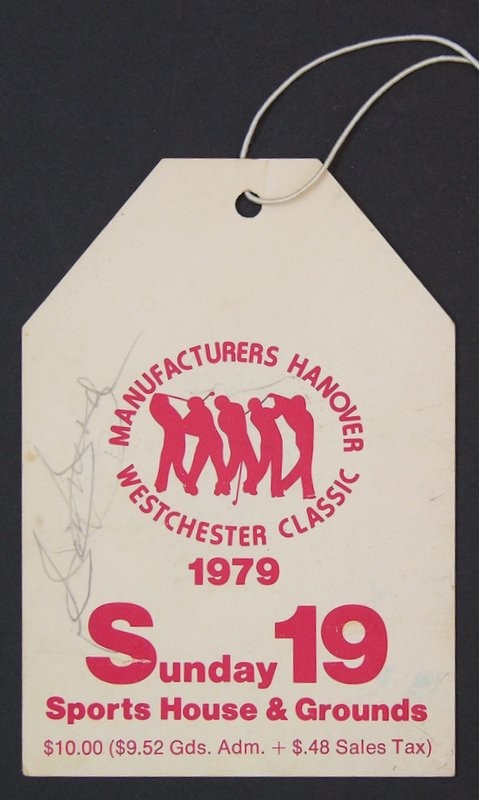 MANUFACTURERS HANOVER
WESTCHESTER CLASSIC
1979
Sunday 19
Sports House & Grounds
$10.00 ($9.52 Gds. Adm. + $.48 Sales Tax)